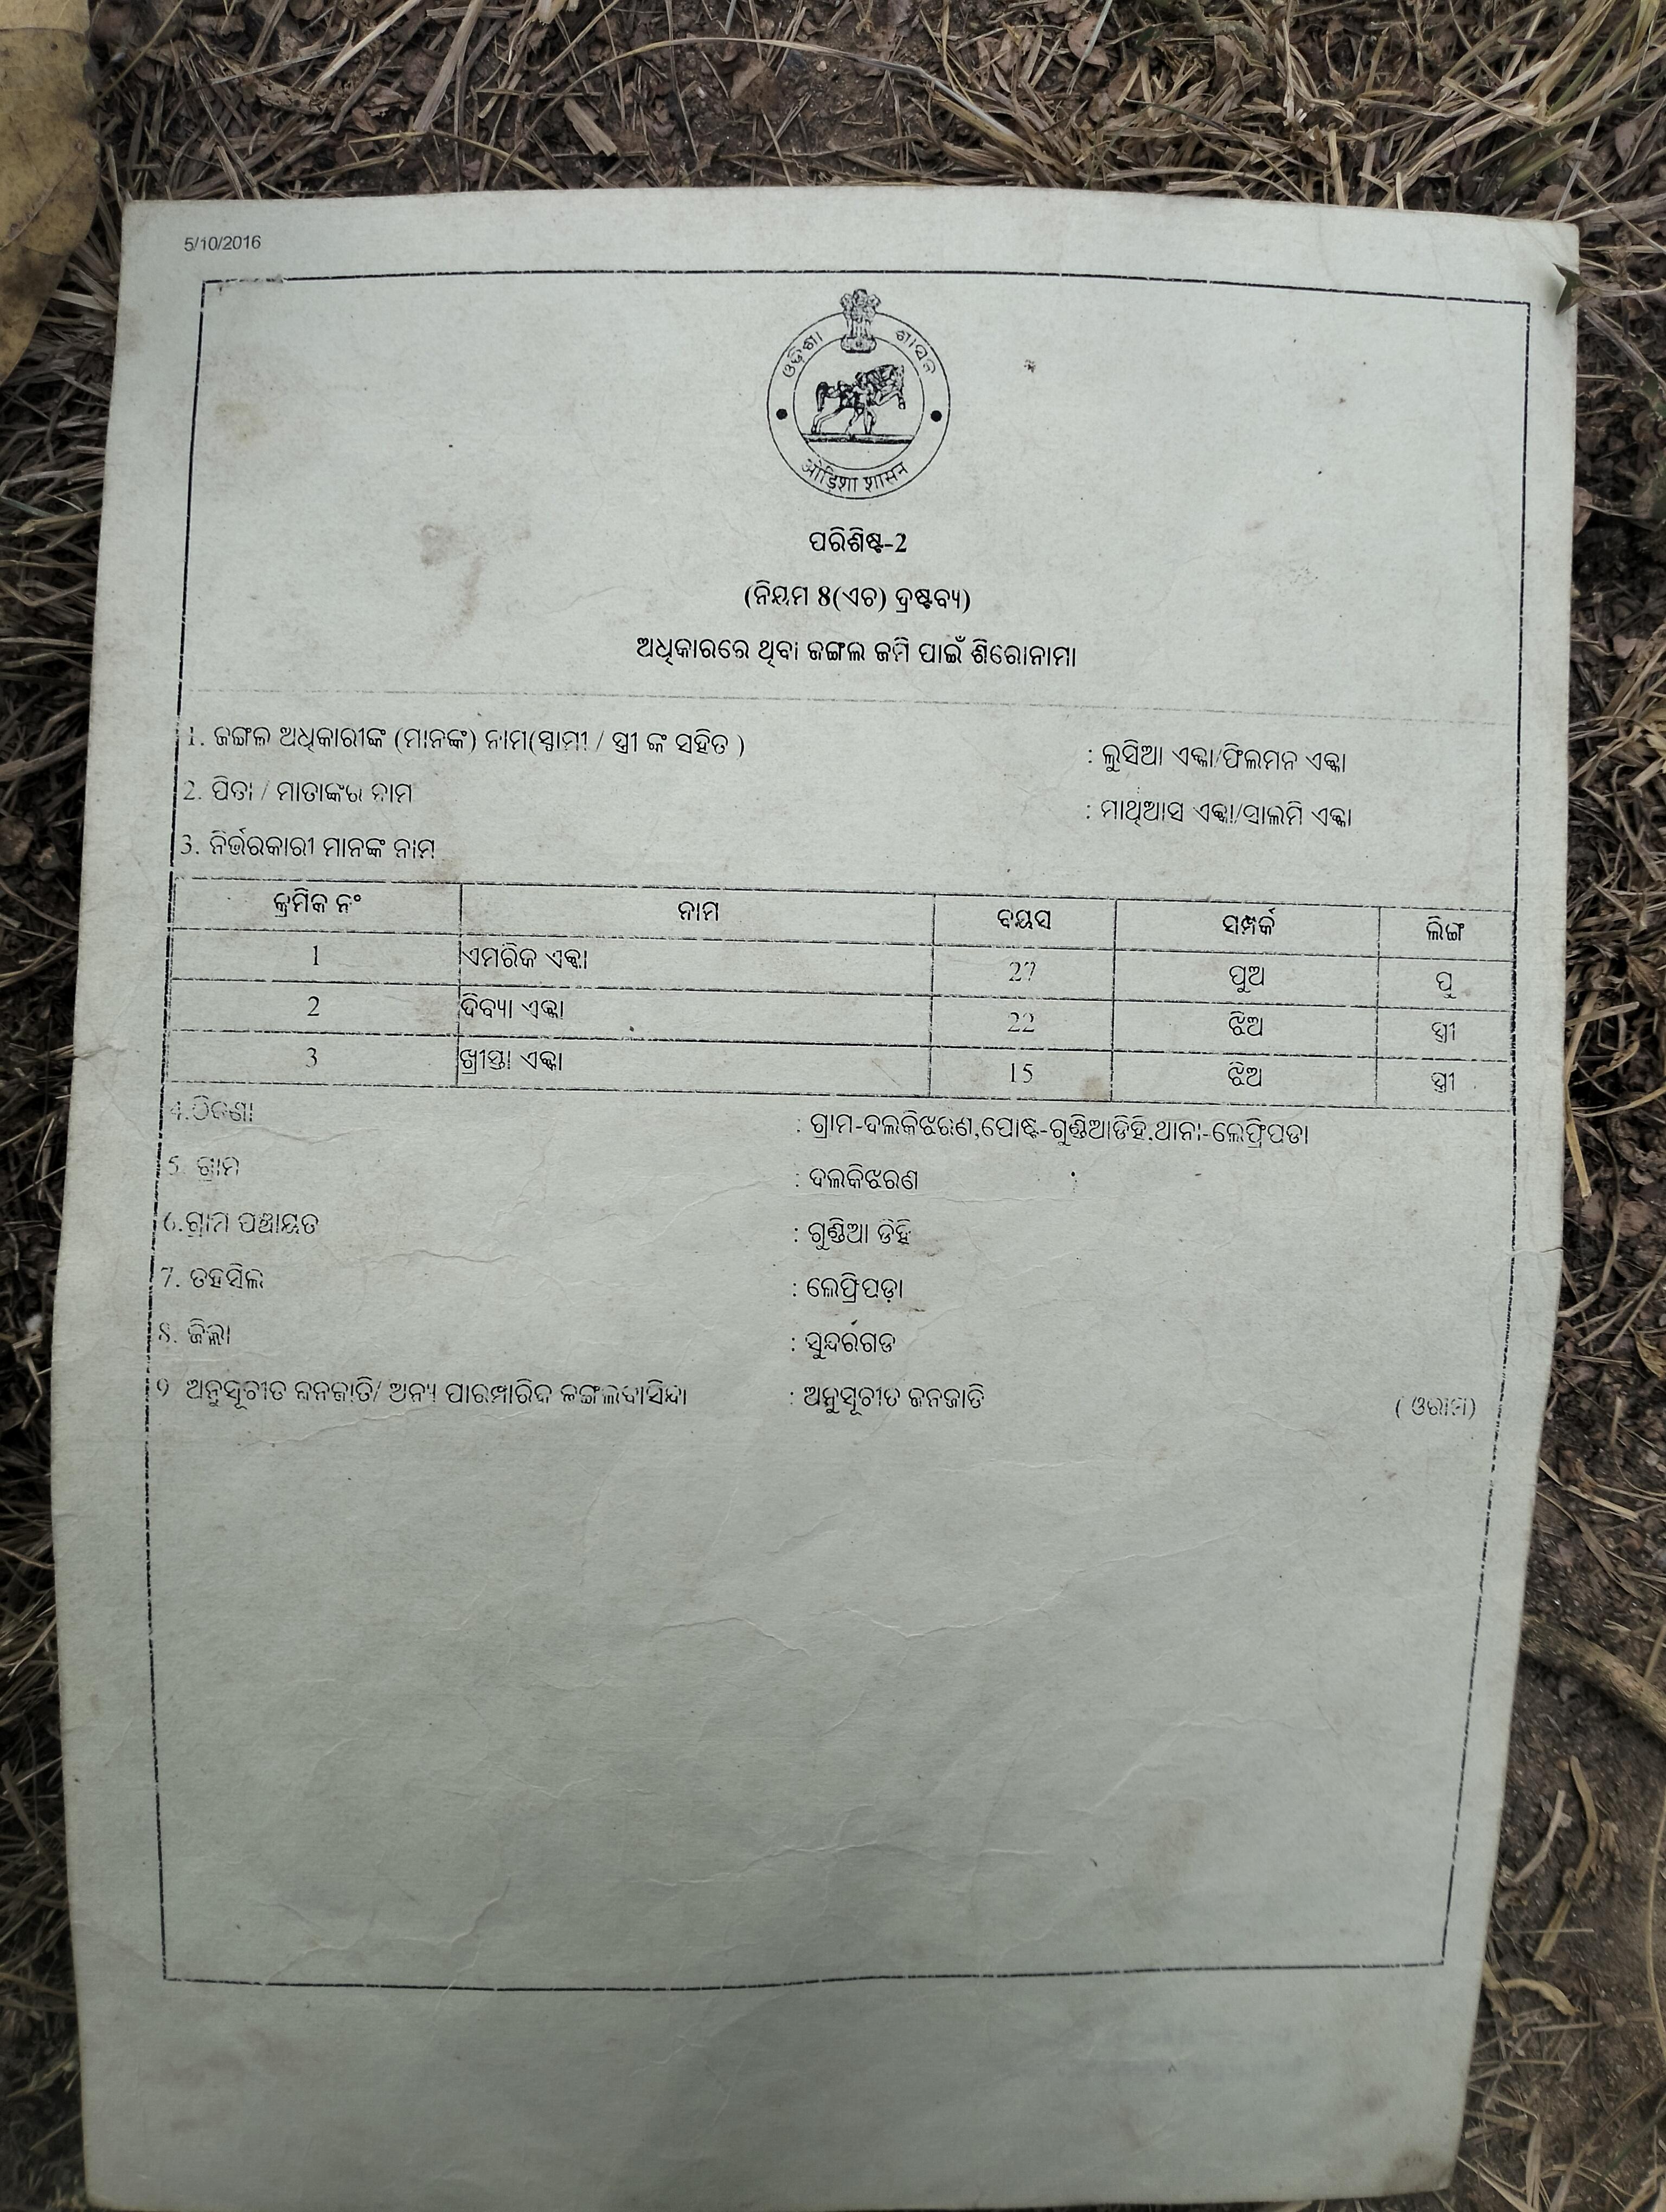 5/10/2016
ଓଡ଼ିଶା ଶାସନ
ओड़िशा शासन
ପରିଶିଷ୍ଟ-2
(ନିୟମ 8(ଏଚ) ଦ୍ରଷ୍ଟବ୍ୟ)
ଅଧିକାରରେ ଥିବା ଜଙ୍ଗଲ ଜମି ପାଇଁ ଶିରୋନାମା
1. ଜଙ୍ଗଲ ଅଧିକାରୀଙ୍କ (ମାନଙ୍କ) ନାମ(ସ୍ଵାମୀ / ସ୍ତ୍ରୀ ଙ୍କ ସହିତ ) : ଲୁସିଆ ଏକ୍କା/ଫିଲମନ ଏକ୍କା
2. ପିତା / ମାତାଙ୍କର ନାମ : ମାଥିଆସ ଏକ୍କା/ସାଲମି ଏକ୍କା
3. ନିର୍ଭରକାରୀ ମାନଙ୍କ ନାମ
କ୍ରମିକ ନଂ ନାମ ବୟସ ସମ୍ପର୍କ ଲିଙ୍ଗ
1 ଏମରିକ ଏକ୍କା 27 ପୁଅ ପୁ
2 ଦିବ୍ୟା ଏକ୍କା 22 ଝିଅ ସ୍ତ୍ରୀ
3 ଖ୍ରୀସ୍ତା ଏକ୍କା 15 ଝିଅ ସ୍ତ୍ରୀ
4.ଠିକଣା : ଗ୍ରାମ-ଦଲକିଝରଣ,ପୋଷ୍ଟ-ଗୁଣ୍ଡିଆଡିହି,ଥାନା-ଲେଫ୍ରିପଡା
5. ଗ୍ରାମ : ଦଲକିଝରଣ
6.ଗ୍ରାମ ପଞ୍ଚାୟତ : ଗୁଣ୍ଡିଆ ଡିହି
7. ତହସିଲ : ଲେଫ୍ରିପଡ଼ା
8. ଜିଲ୍ଲା : ସୁନ୍ଦରଗଡ
9 ଅନୁସୂଚୀତ ଜନଜାତି/ ଅନ୍ୟ ପାରମ୍ପାରିକ ଜଙ୍ଗଲବାସିନ୍ଦା : ଅନୁସୂଚୀତ ଜନଜାତି ( ଓରାମ)